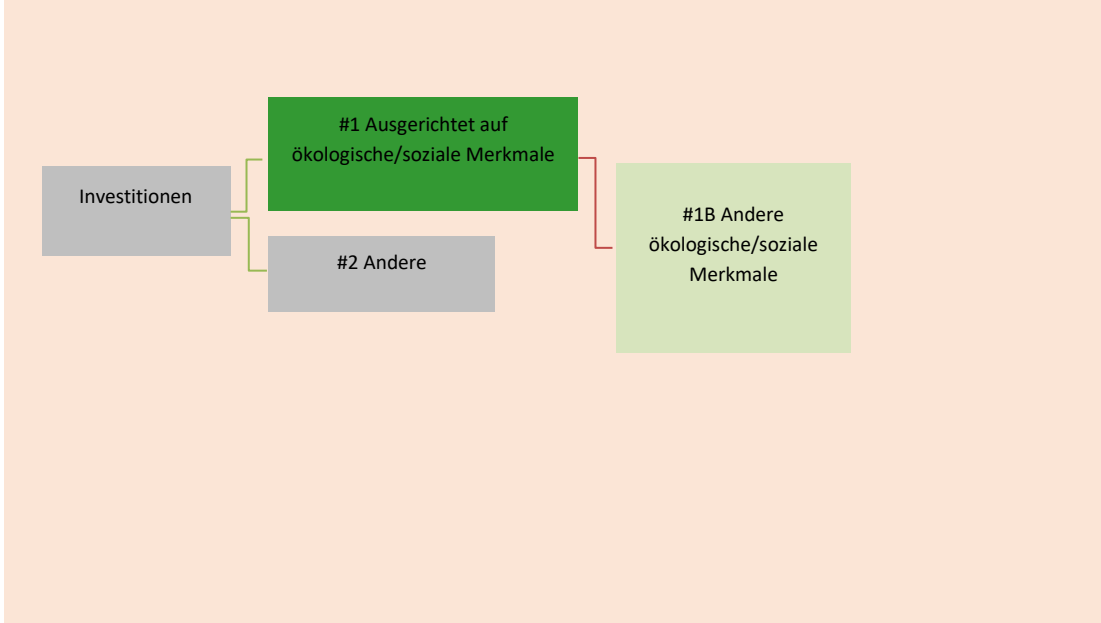 Investitionen
#1 Ausgerichtet auf
ökologische/soziale Merkmale
#2 Andere
#1B Andere
ökologische/soziale
Merkmale